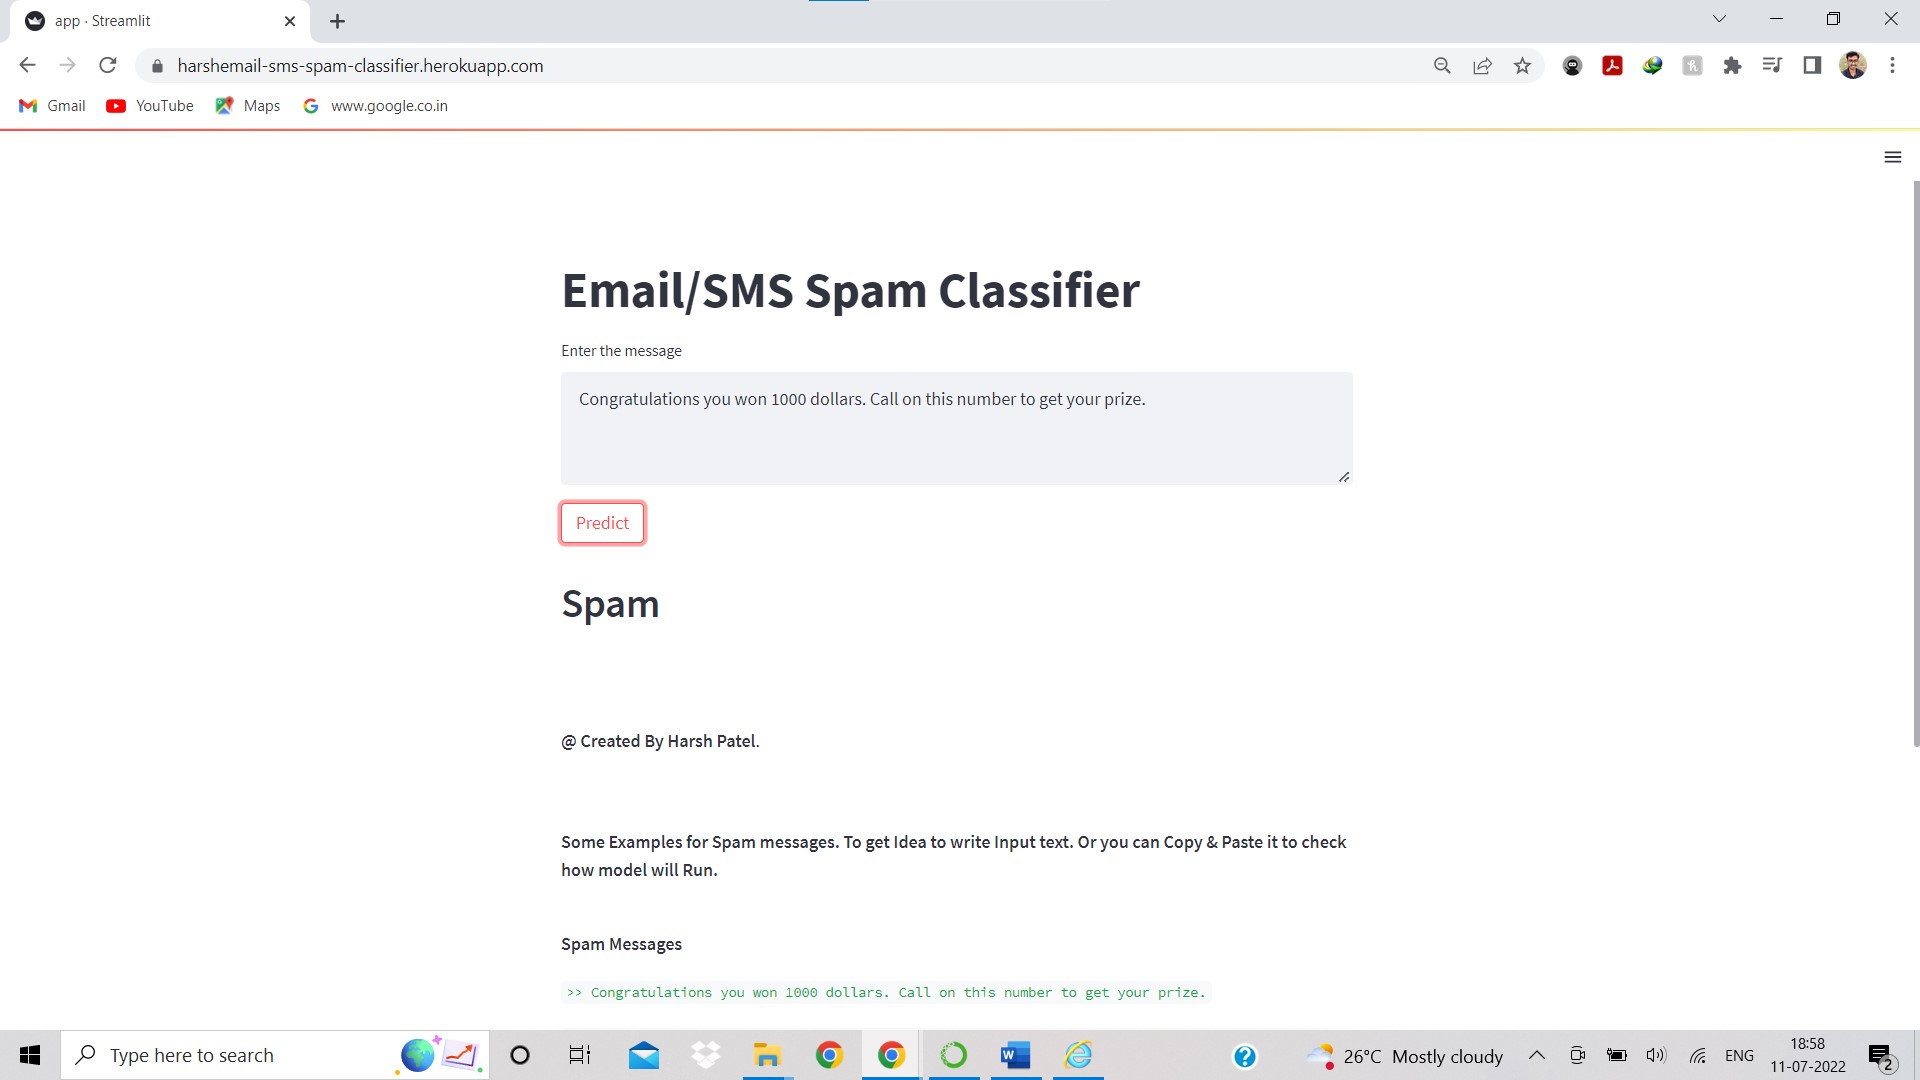 app · Streamlit
harshemail-sms-spam-classifier.herokuapp.com
Gmail YouTube Maps www.google.co.in
Email/SMS Spam Classifier
Enter the message
Congratulations you won 1000 dollars. Call on this number to get your prize.
Predict
Spam
@ Created By Harsh Patel.
Some Examples for Spam messages. To get Idea to write Input text. Or you can Copy & Paste it to check
how model will Run.
Spam Messages
>> Congratulations you won 1000 dollars. Call on this number to get your prize.
Type here to search
26°C Mostly cloudy
ENG
18:58
11-07-2022
2